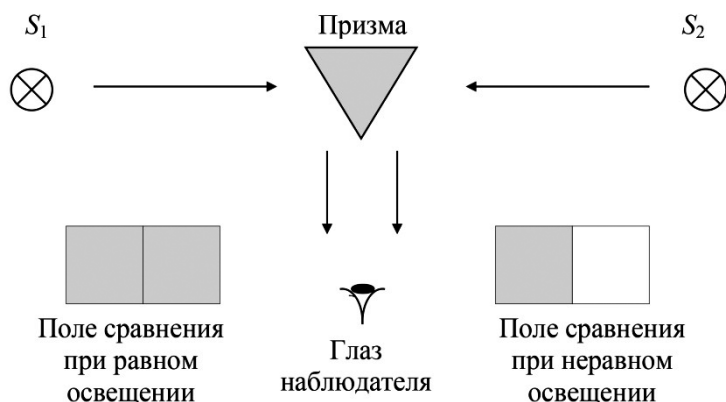 S₁
Призма
S₂
Поле сравнения
при равном
освещении
Глаз
наблюдателя
Поле сравнения
при неравном
освещении